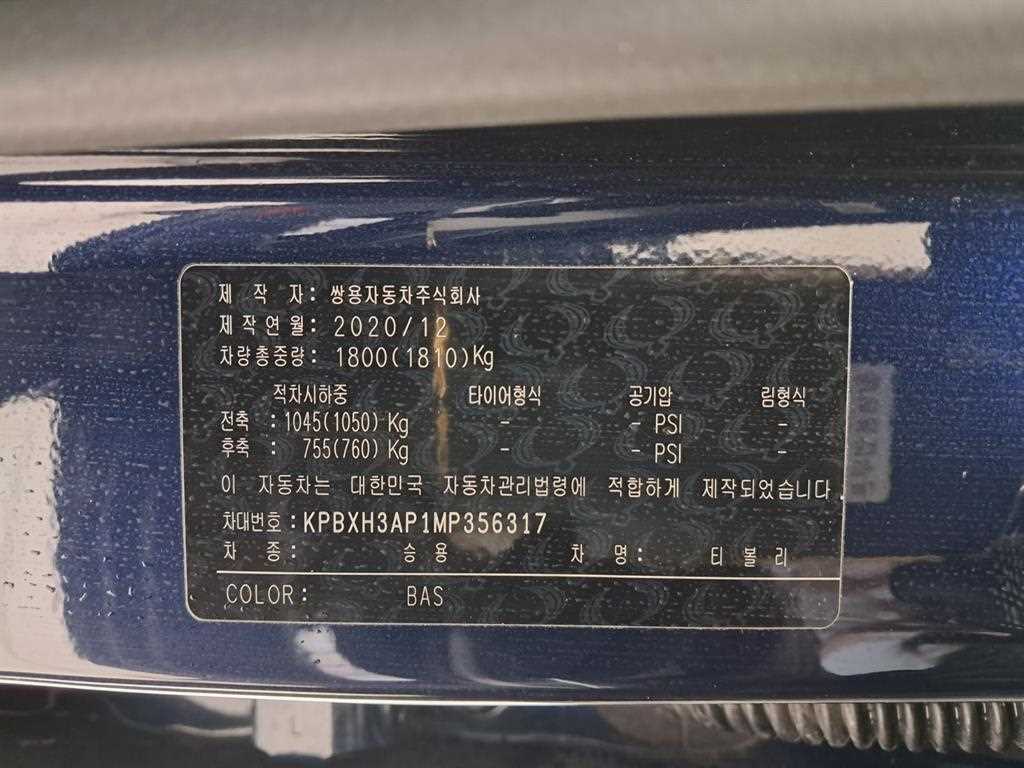 제 작 자 : 쌍용자동차주식회사
제 작 연 월 : 2020/12
차량총중량 : 1800(1810)Kg
적차시하중 타이어형식 공기압 림형식
전축 : 1045(1050) Kg - - PSI -
후축 : 755(760) Kg - - PSI -
이 자동차는 대한민국 자동차관리법령에 적합하게 제작되었습니다
차대번호 : KPBXH3AP1MP356317
차 종 : 승 용 차 명 : 티 볼 리
COLOR : BAS